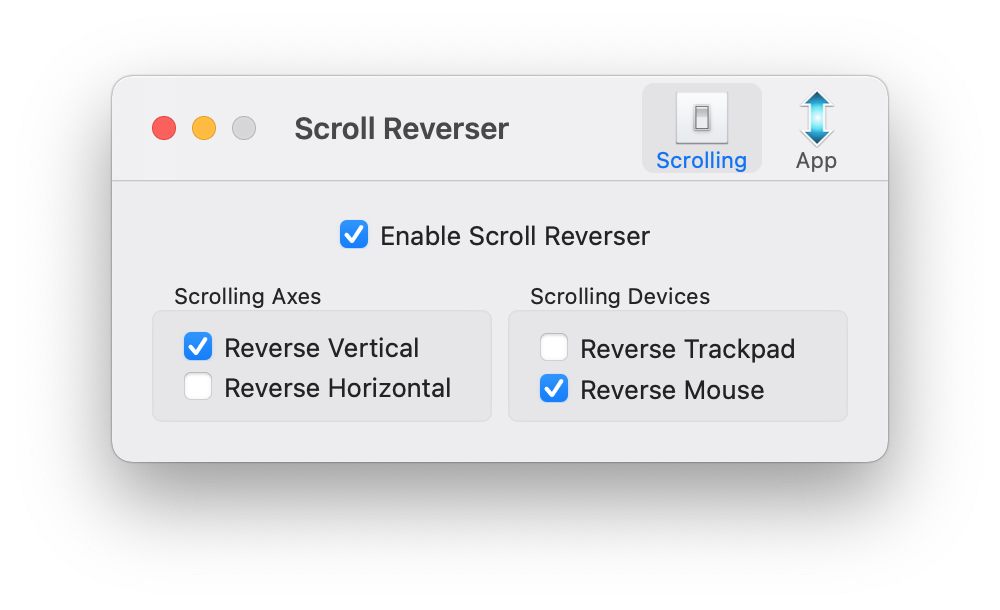 Scroll Reverser
Scrolling
App
Enable Scroll Reverser
Scrolling Axes
Reverse Vertical
Reverse Horizontal
Scrolling Devices
Reverse Trackpad
Reverse Mouse